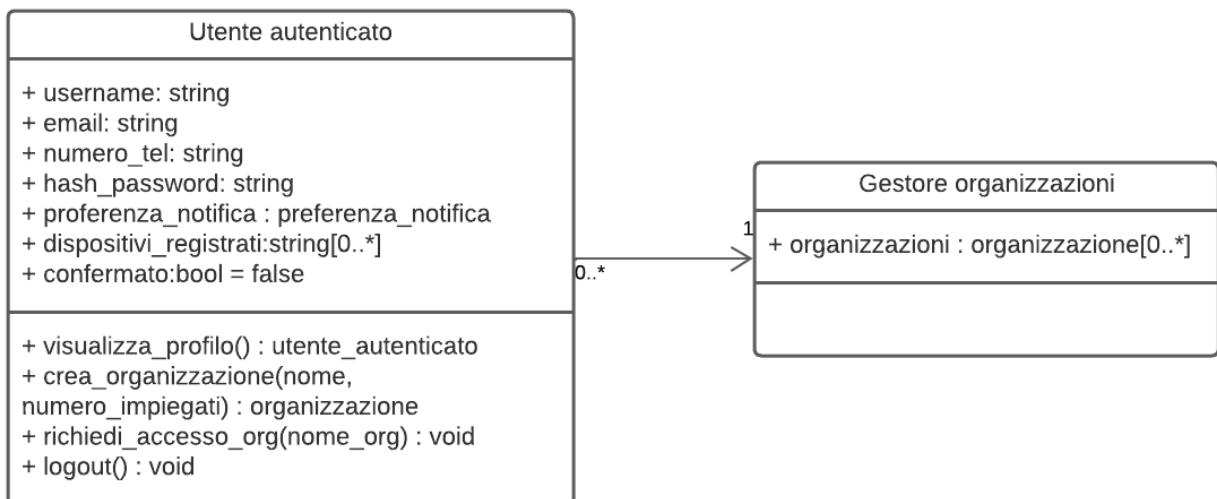 Utente autenticato
+ username: string
+ email: string
+ numero_tel: string
+ hash_password: string
+ proferenza_notifica : preferenza_notifica
+ dispositivi_registrati:string[0..*]
+ confermato:bool = false
+ visualizza_profilo() : utente_autenticato
+ crea_organizzazione(nome,
numero_impiegati) : organizzazione
+ richiedi_accesso_org(nome_org) : void
+ logout() : void
0..*
1
Gestore organizzazioni
+ organizzazioni : organizzazione[0..*]